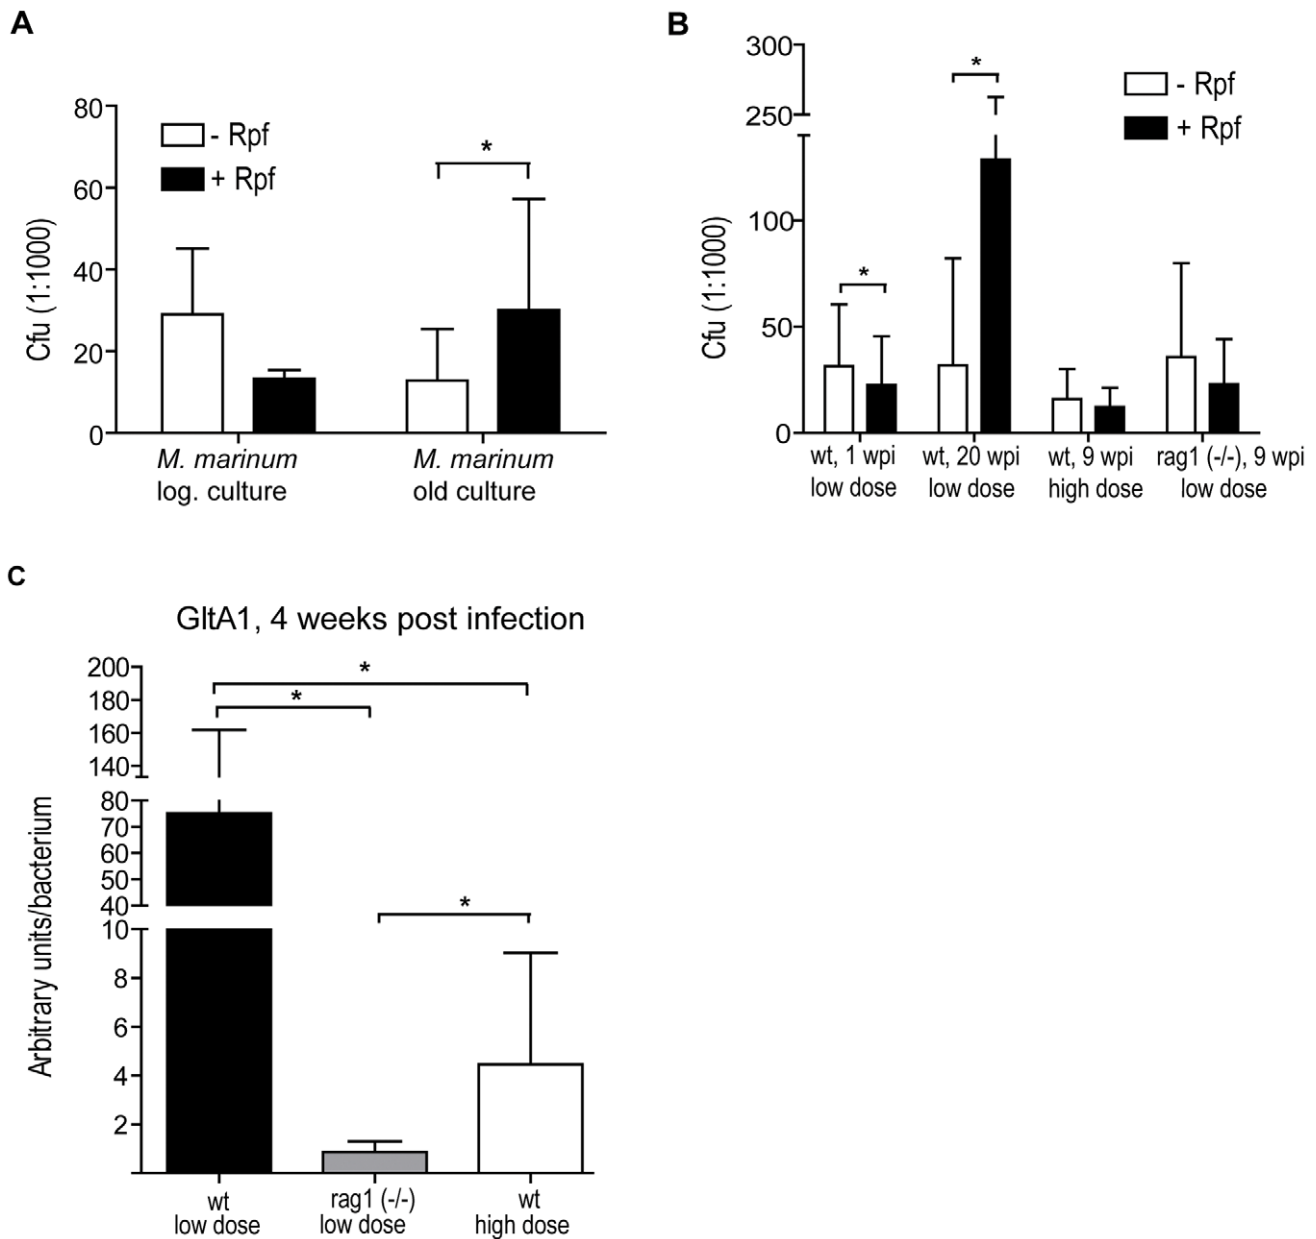 A
80
60
40
20
0
Cfu (1:1000)
- Rpf
+ Rpf
*
M. marinum
log. culture
M. marinum
old culture
B
300
250
100
50
0
Cfu (1:1000)
- Rpf
+ Rpf
*
*
wt, 1 wpi
low dose
wt, 20 wpi
low dose
wt, 9 wpi
high dose
rag1 (-/-), 9 wpi
low dose
C
GltA1, 4 weeks post infection
200
180
160
140
80
70
60
50
40
10
8
6
4
2
Arbitrary units/bacterium
*
*
*
wt
low dose
rag1 (-/-)
low dose
wt
high dose